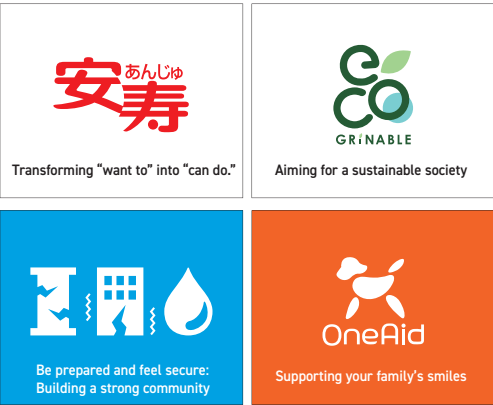 あんじゅ
安寿
Transforming “want to” into “can do.”
eco
GRiNABLE
Aiming for a sustainable society
Be prepared and feel secure:
Building a strong community
OneAid
Supporting your family’s smiles